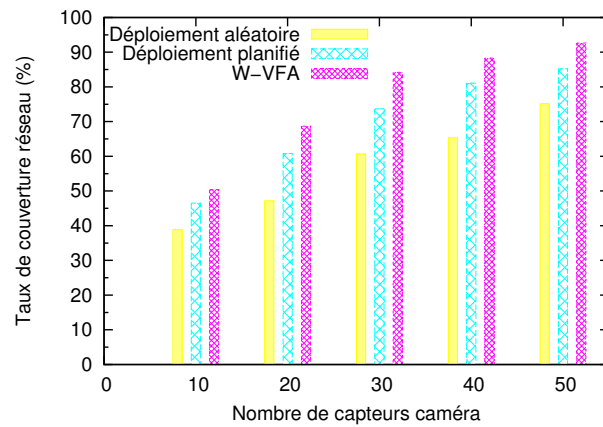 Taux de couverture réseau (%)
100
90
80
70
60
50
40
30
20
10
0
Déploiement aléatoire
Déploiement planifié
W−VFA
0 10 20 30 40 50
Nombre de capteurs caméra